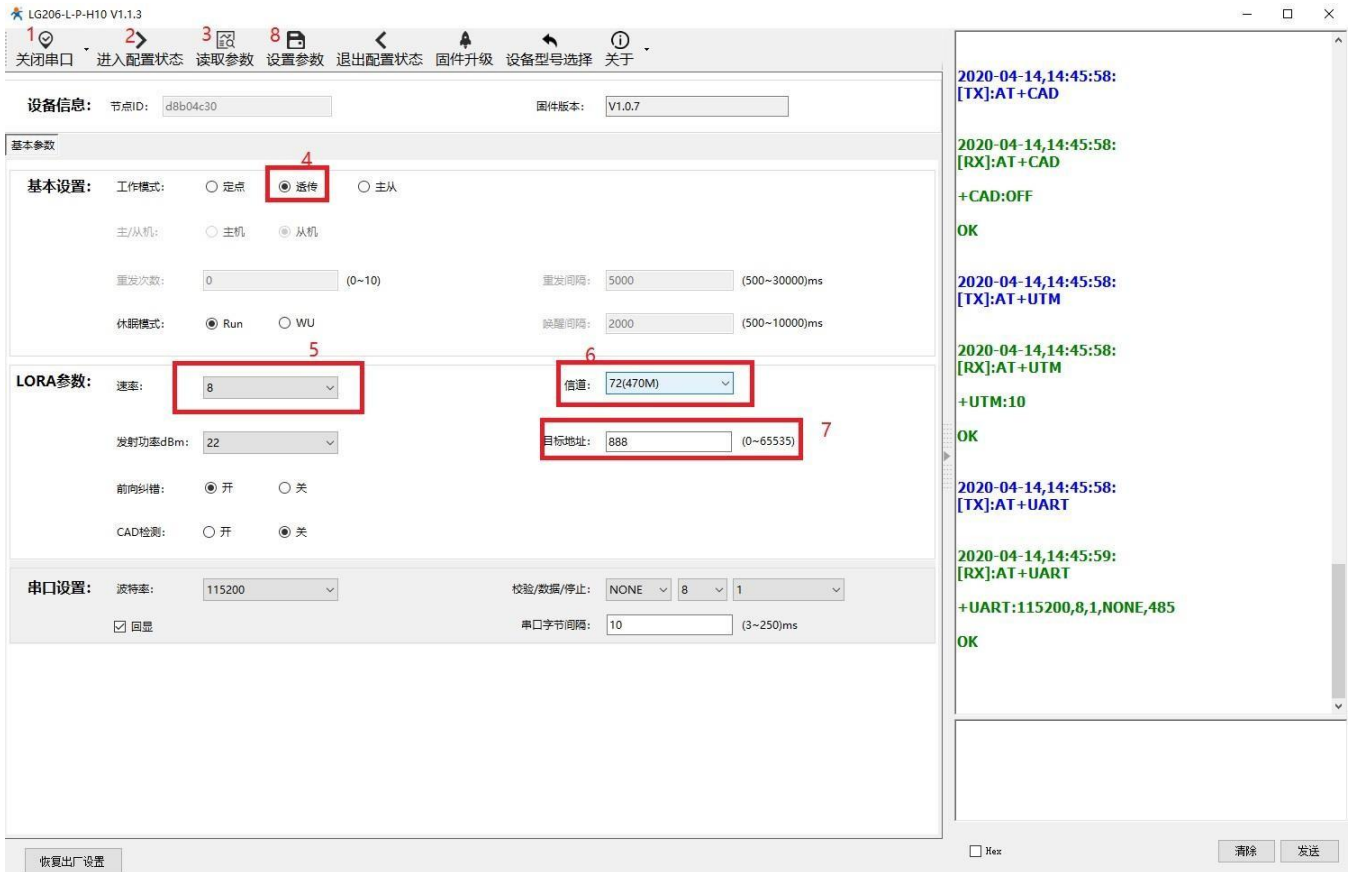 LG206-L-P-H10 V1.1.3
1 2 3 8
关闭串口 进入配置状态 读取参数 设置参数 退出配置状态 固件升级 设备型号选择 关于
设备信息: 节点ID: d8b04c30 固件版本: V1.0.7
基本参数
4
基本设置: 工作模式: 定点 透传 主从
主/从机: 主机 从机
重发次数: 0 (0~10) 重发间隔: 5000 (500~30000)ms
休眠模式: Run WU 唤醒间隔: 2000 (500~10000)ms
5 6
LORA参数: 速率: 8 信道: 72(470M)
发射功率dBm: 22 目标地址: 888 (0~65535) 7
前向纠错: 开 关
CAD检测: 开 关
串口设置: 波特率: 115200 校验/数据/停止: NONE 8 1
回显 串口字节间隔: 10 (3~250)ms
恢复出厂设置
2020-04-14,14:45:58:
[TX]:AT+CAD
2020-04-14,14:45:58:
[RX]:AT+CAD
+CAD:OFF
OK
2020-04-14,14:45:58:
[TX]:AT+UTM
2020-04-14,14:45:58:
[RX]:AT+UTM
+UTM:10
OK
2020-04-14,14:45:58:
[TX]:AT+UART
2020-04-14,14:45:59:
[RX]:AT+UART
+UART:115200,8,1,NONE,485
OK
Hex 清除 发送